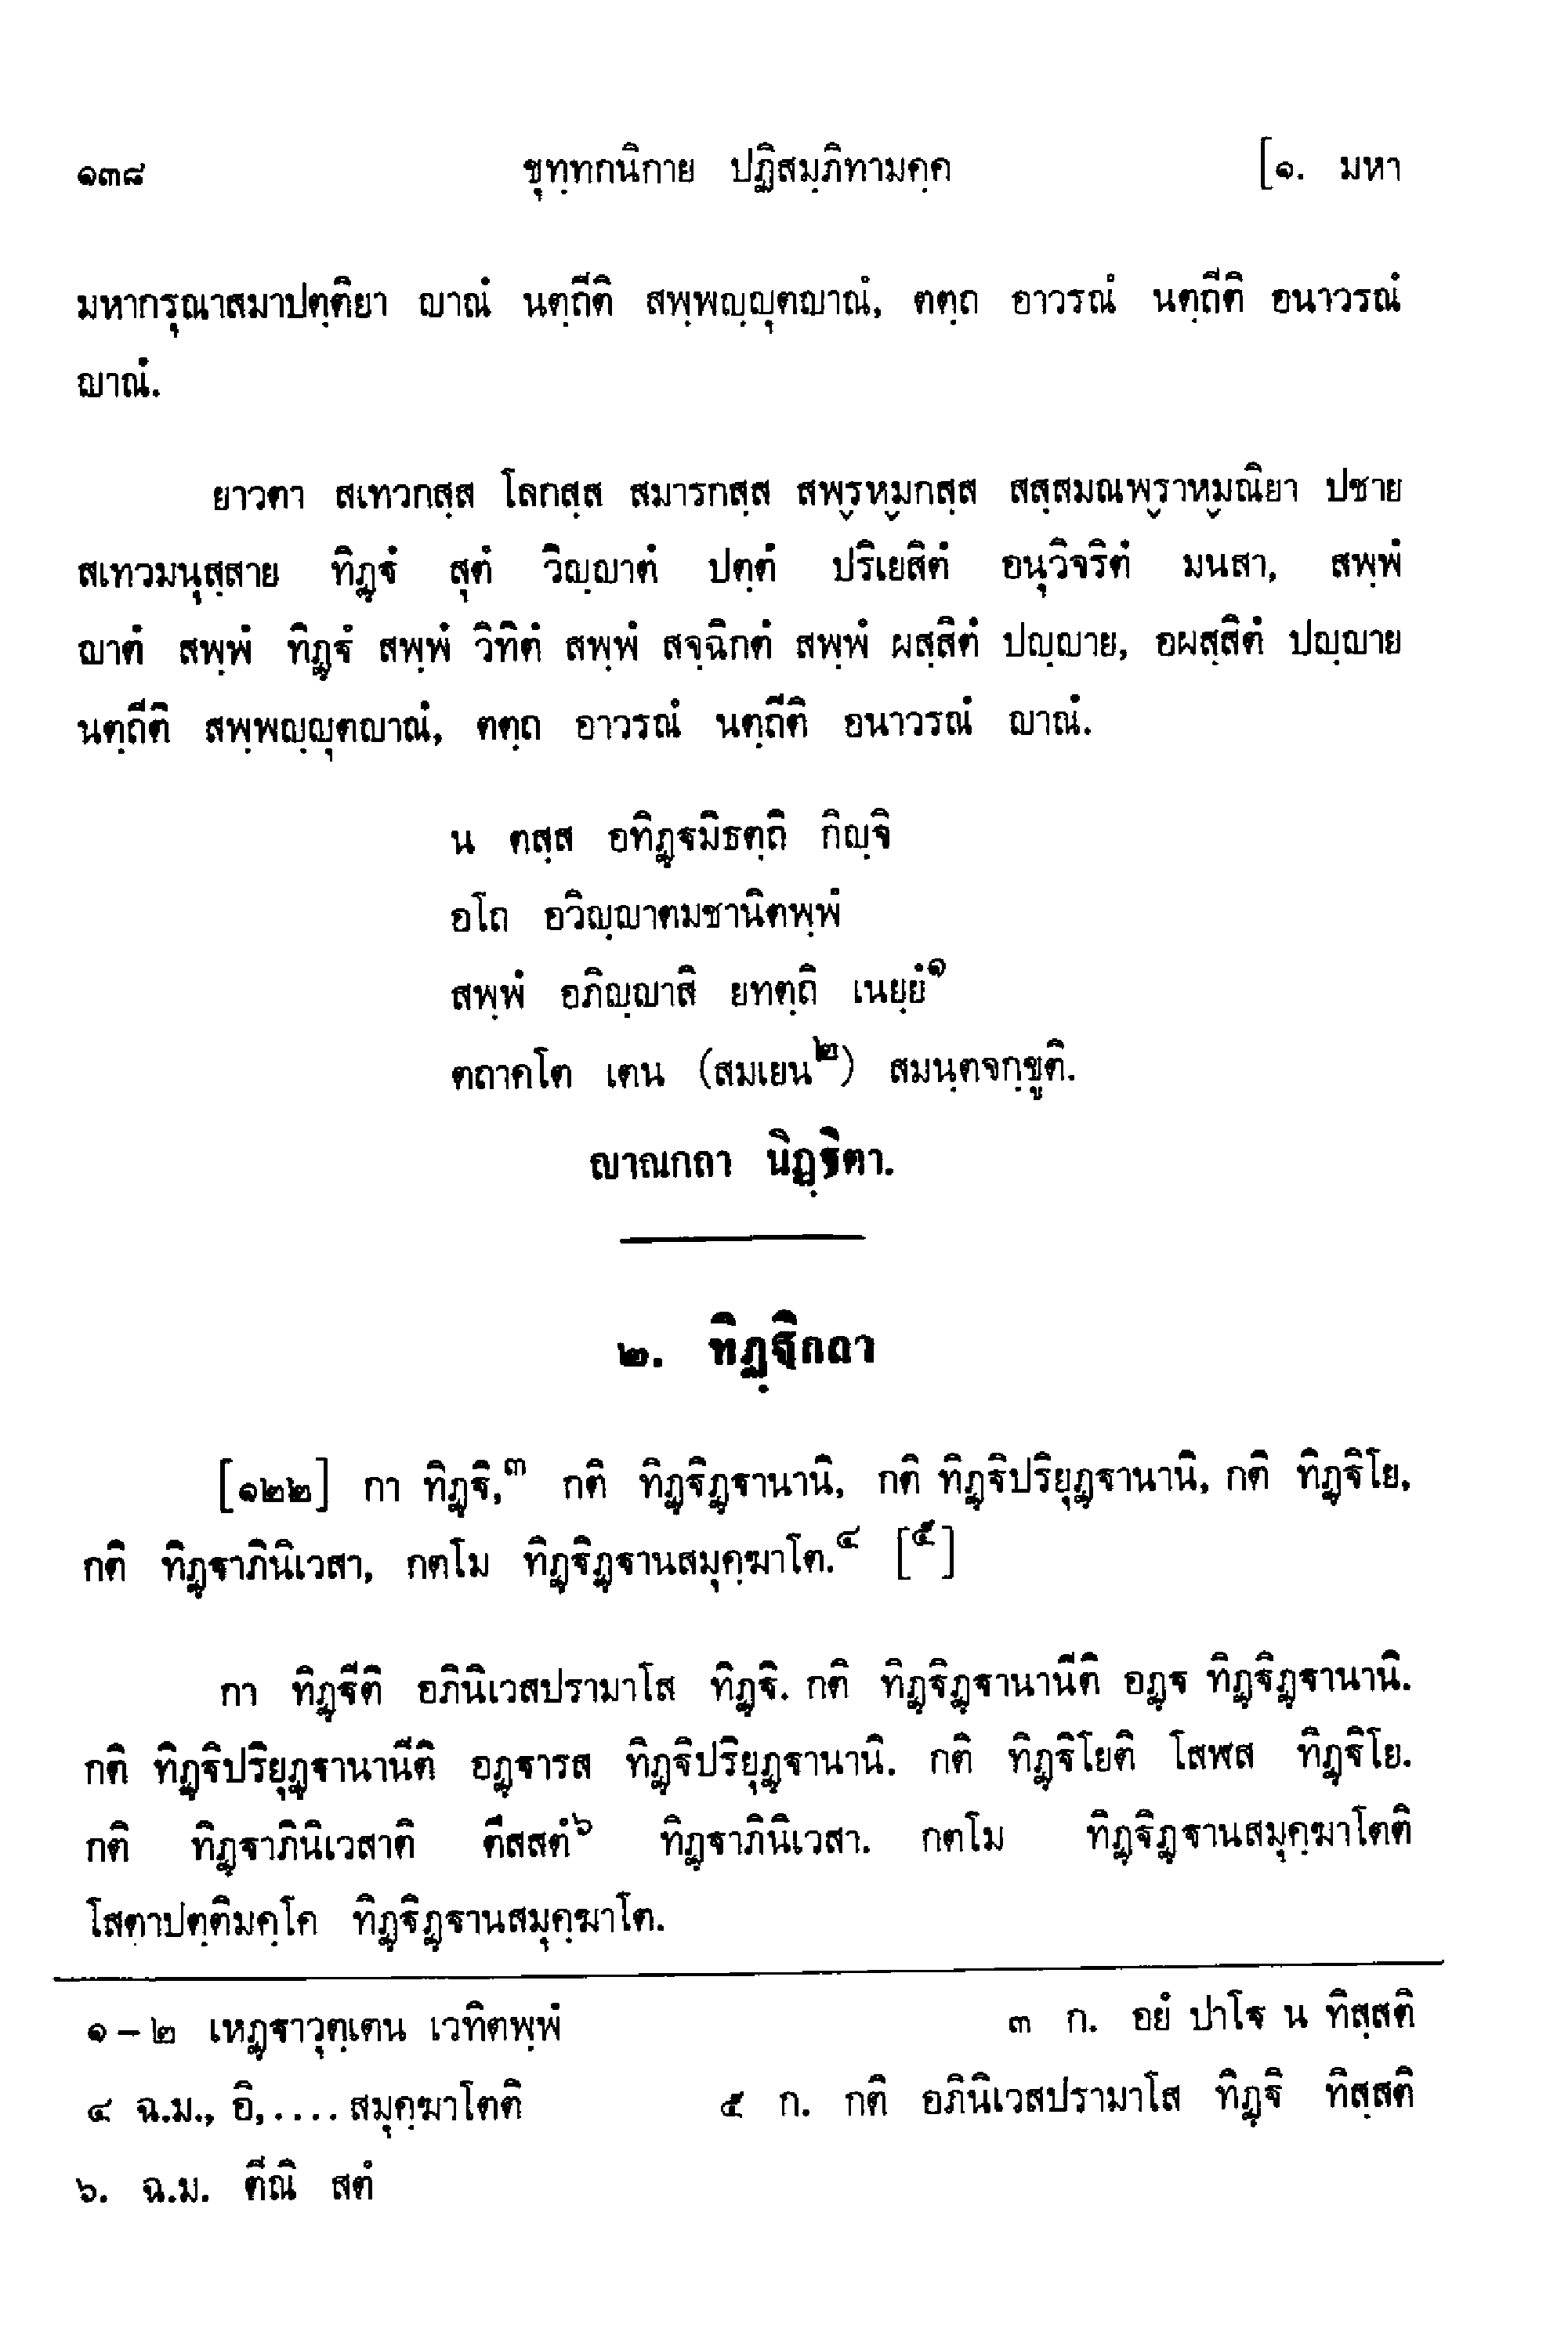 ๑๓๘ ขุทฺทกนิกาย ปฏิสมฺภิทามคฺค [๑. มหา
มหากรุณาสมาปตฺติยา ญาณํ นตฺถีติ สพฺพญฺญุตญาณํ, ตตฺถ อาวรณํ นตฺถีติ อนาวรณํ
ญาณํ.
ยาวตา สเทวกสฺส โลกสฺส สมารกสฺส สพฺรหฺมกสฺส สสฺสมณพฺราหฺมณิยา ปชาย
สเทวมนุสฺสาย ทิฏฺฐํ สุตํ วิญฺญาตํ ปตฺตํ ปริเยสิตํ อนุวิจริตํ มนสา, สพฺพํ
ญาตํ สพฺพํ ทิฏฺฐํ สพฺพํ วิทิตํ สพฺพํ สจฺฉิกตํ สพฺพํ ผสฺสิตํ ปญฺญาย, อผสฺสิตํ ปญฺญาย
นตฺถีติ สพฺพญฺญุตญาณํ, ตตฺถ อาวรณํ นตฺถีติ อนาวรณํ ญาณํ.
น ตสฺส อทิฏฺฐมิธตฺถิ กิญฺจิ
อโถ อวิญฺญาตมชานิตพฺพํ
สพฺพํ อภิญฺญาสิ ยทตฺถิ เนยฺยํ๑
ตถาคโต เตน (สมเยน๒) สมนฺตจกฺขูติ.
ญาณกถา นิฏฺฐิตา.
๒. ทิฏฺฐิกถา
[๑๒๒] กา ทิฏฺฐิ,๓ กติ ทิฏฺฐิฏฺฐานานิ, กติ ทิฏฺฐิปริยุฏฺฐานานิ, กติ ทิฏฺฐิโย,
กติ ทิฏฺฐาภินิเวสา, กตโม ทิฏฺฐิฏฺฐานสมุคฺฆาโต.๔ [๕]
กา ทิฏฺฐีติ อภินิเวสปรามาโส ทิฏฺฐิ. กติ ทิฏฺฐิฏฺฐานานีติ อฏฺฐ ทิฏฺฐิฏฺฐานานิ.
กติ ทิฏฺฐิปริยุฏฺฐานานีติ อฏฺฐารส ทิฏฺฐิปริยุฏฺฐานานิ. กติ ทิฏฺฐิโยติ โสฬส ทิฏฺฐิโย.
กติ ทิฏฺฐาภินิเวสาติ ตีสสตํ๖ ทิฏฺฐาภินิเวสา. กตโม ทิฏฺฐิฏฺฐานสมุคฺฆาโตติ
โสตาปตฺติมคฺโค ทิฏฺฐิฏฺฐานสมุคฺฆาโต.
๑ – ๒ เหฏฺฐาวุตฺเตน เวทิตพฺพํ ๓ ก. อยํ ปาโฐ น ทิสฺสติ
๔ ฉ.ม., อิ,....สมุคฺฆาโตติ ๕ ก. กติ อภินิเวสปรามาโส ทิฏฺฐิ ทิสฺสติ
๖. ฉ.ม. ตีณิ สตํ